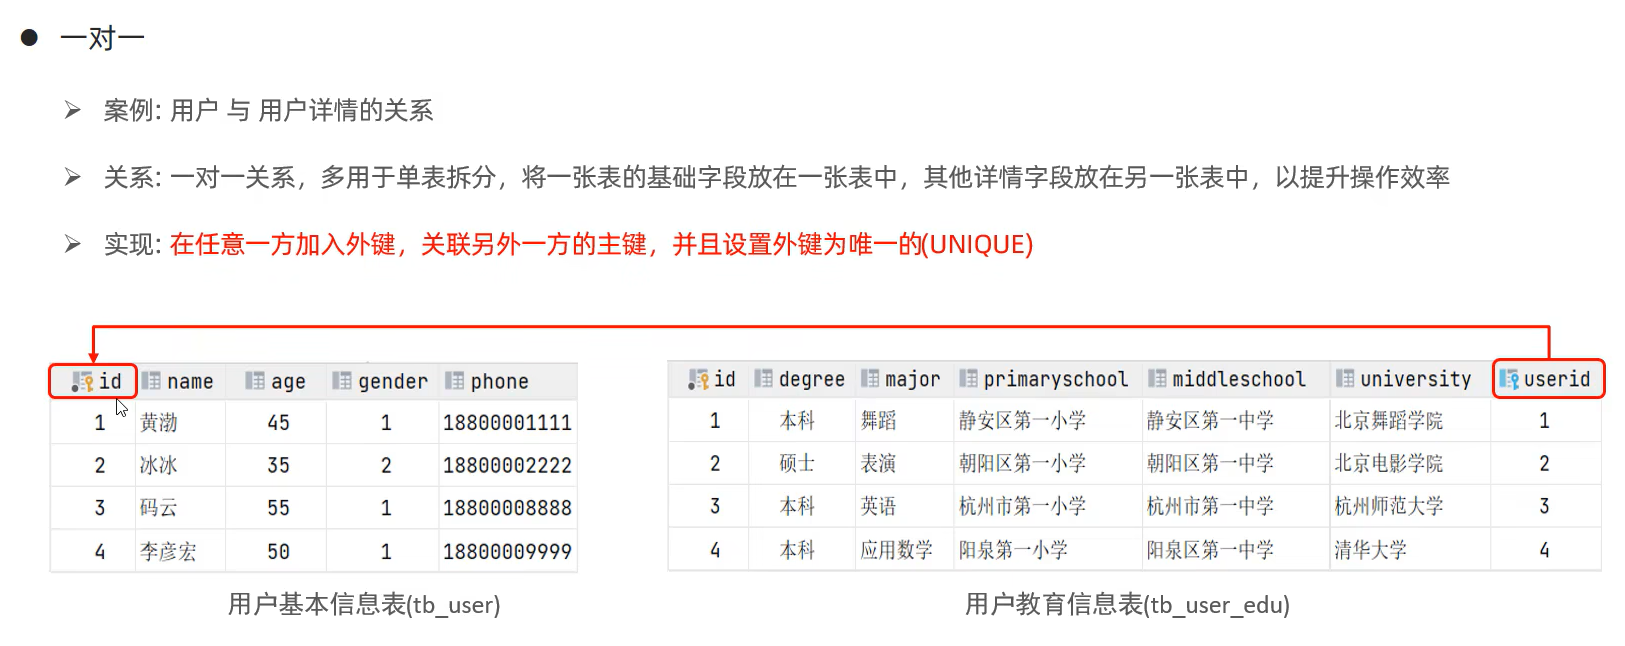 ● 一对一
➢ 案例: 用户 与 用户详情的关系
➢ 关系: 一对一关系，多用于单表拆分，将一张表的基础字段放在一张表中，其他详情字段放在另一张表中，以提升操作效率
➢ 实现: 在任意一方加入外键，关联另外一方的主键，并且设置外键为唯一的(UNIQUE)
id name age gender phone
1 黄渤 45 1 18800001111
2 冰冰 35 2 18800002222
3 码云 55 1 18800008888
4 李彦宏 50 1 18800009999
用户基本信息表(tb_user)
id degree major primaryschool middleschool university userid
1 本科 舞蹈 静安区第一小学 静安区第一中学 北京舞蹈学院 1
2 硕士 表演 朝阳区第一小学 朝阳区第一中学 北京电影学院 2
3 本科 英语 杭州市第一小学 杭州市第一中学 杭州师范大学 3
4 本科 应用数学 阳泉第一小学 阳泉区第一中学 清华大学 4
用户教育信息表(tb_user_edu)